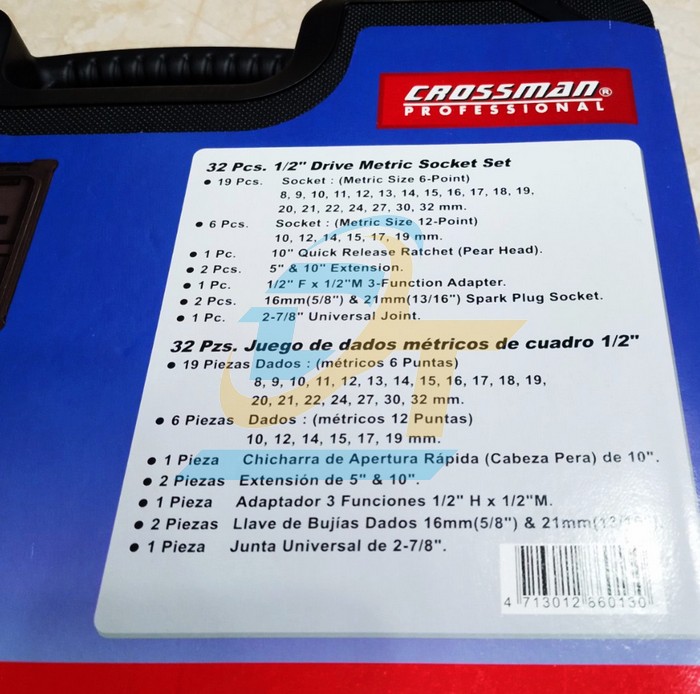 CROSSMAN®
PROFESSIONAL
32 Pcs. 1/2" Drive Metric Socket Set
• 19 Pcs. Socket : (Metric Size 6-Point)
8, 9, 10, 11, 12, 13, 14, 15, 16, 17, 18, 19,
20, 21, 22, 24, 27, 30, 32 mm.
• 6 Pcs. Socket : (Metric Size 12-Point)
10, 12, 14, 15, 17, 19 mm.
• 1 Pc. 10" Quick Release Ratchet (Pear Head).
• 2 Pcs. 5" & 10" Extension.
• 1 Pc. 1/2" F x 1/2"M 3-Function Adapter.
• 2 Pcs. 16mm(5/8") & 21mm(13/16") Spark Plug Socket.
• 1 Pc. 2-7/8" Universal Joint.
32 Pzs. Juego de dados métricos de cuadro 1/2"
• 19 Piezas Dados : (métricos 6 Puntas)
8, 9, 10, 11, 12, 13, 14, 15, 16, 17, 18, 19,
20, 21, 22, 24, 27, 30, 32 mm.
• 6 Piezas Dados : (métricos 12 Puntas)
10, 12, 14, 15, 17, 19 mm.
• 1 Pieza Chicharra de Apertura Rápida (Cabeza Pera) de 10".
• 2 Piezas Extensión de 5" & 10".
• 1 Pieza Adaptador 3 Funciones 1/2" H x 1/2"M.
• 2 Piezas Llave de Bujías Dados 16mm(5/8") & 21mm(13/16").
• 1 Pieza Junta Universal de 2-7/8".
4 713012 660130